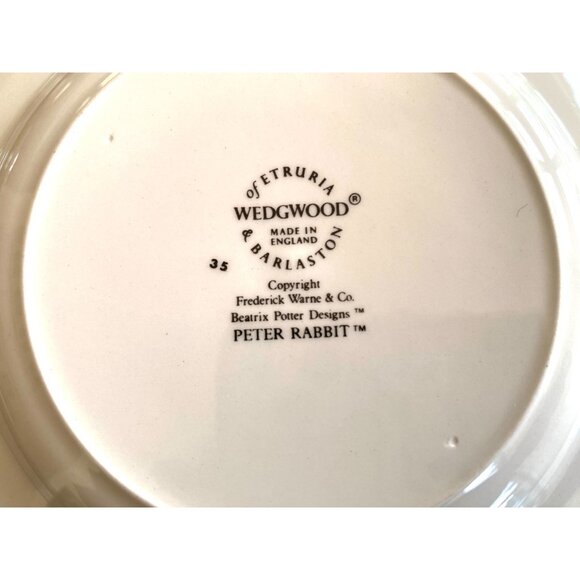 of ETRURIA
WEDGWOOD®
MADE IN
ENGLAND
& BARLASTON
35
Copyright
Frederick Warne & Co.
Beatrix Potter Designs ™
PETER RABBIT ™